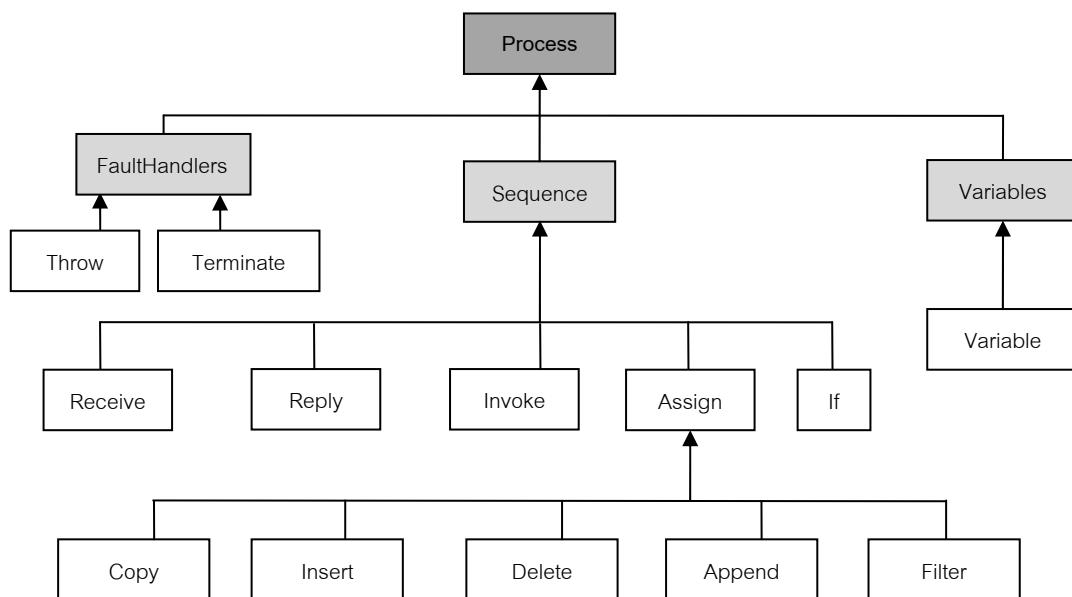 Process
FaultHandlers
Sequence
Variables
Throw
Terminate
Variable
Receive
Reply
Invoke
Assign
If
Copy
Insert
Delete
Append
Filter